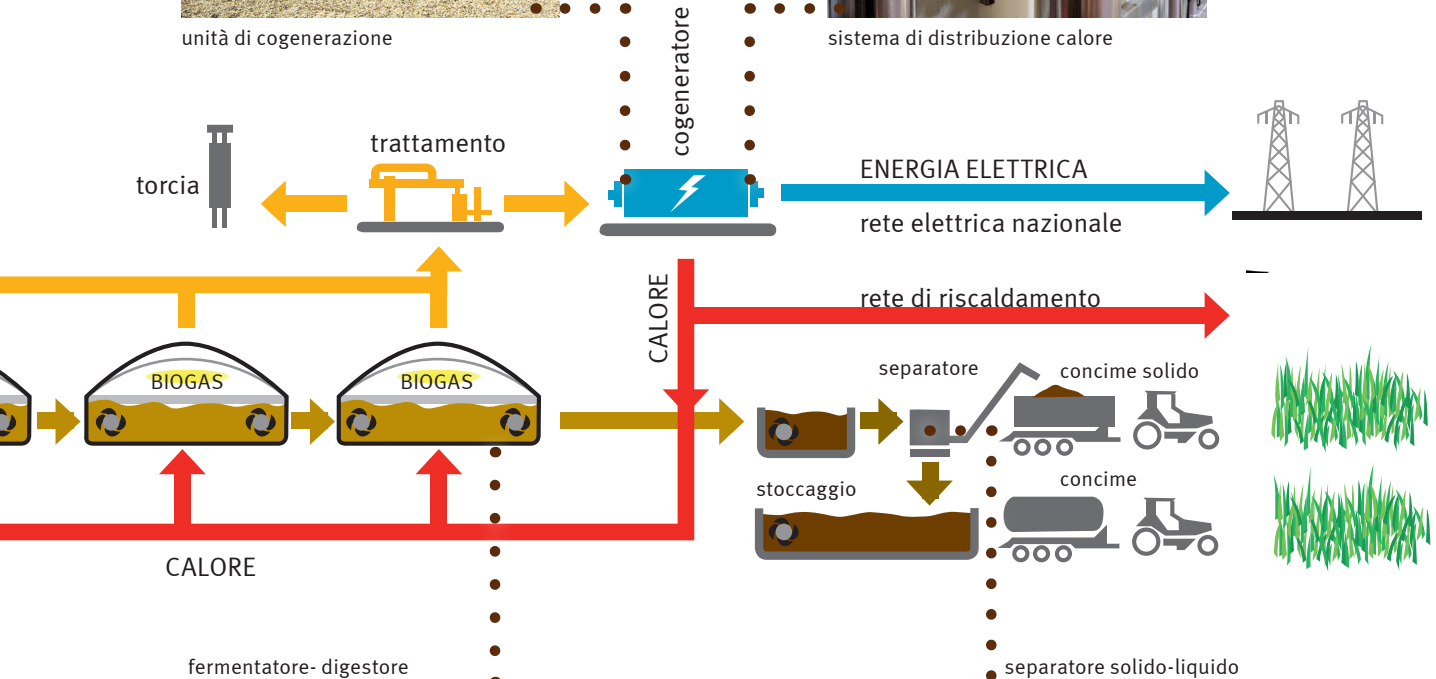 unità di cogenerazione
cogeneratore
sistema di distribuzione calore
trattamento
torcia
ENERGIA ELETTRICA
rete elettrica nazionale
CALORE
rete di riscaldamento
BIOGAS
BIOGAS
separatore
concime solido
stoccaggio
concime
CALORE
fermentatore- digestore
separatore solido-liquido